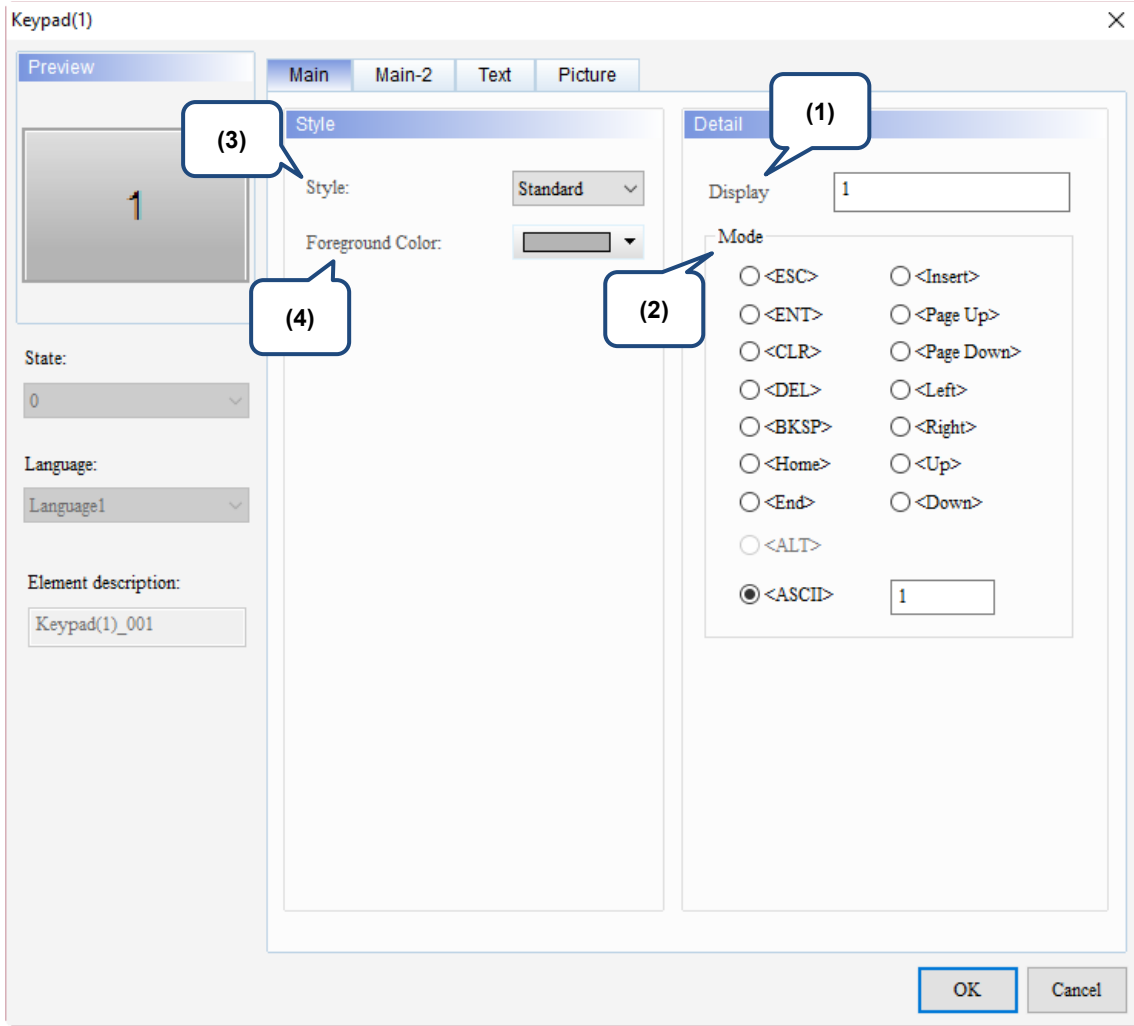 Keypad(1)
Preview
1
State:
0
Language:
Language1
Element description:
Keypad(1)_001
Main Main-2 Text Picture
Style
(3)
Style: Standard
Foreground Color:
(4)
Detail
(1)
Display 1
Mode
(2)
<ESC> <Insert>
<ENT> <Page Up>
<CLR> <Page Down>
<DEL> <Left>
<BKSP> <Right>
<Home> <Up>
<End> <Down>
<ALT>
<ASCII> 1
OK Cancel